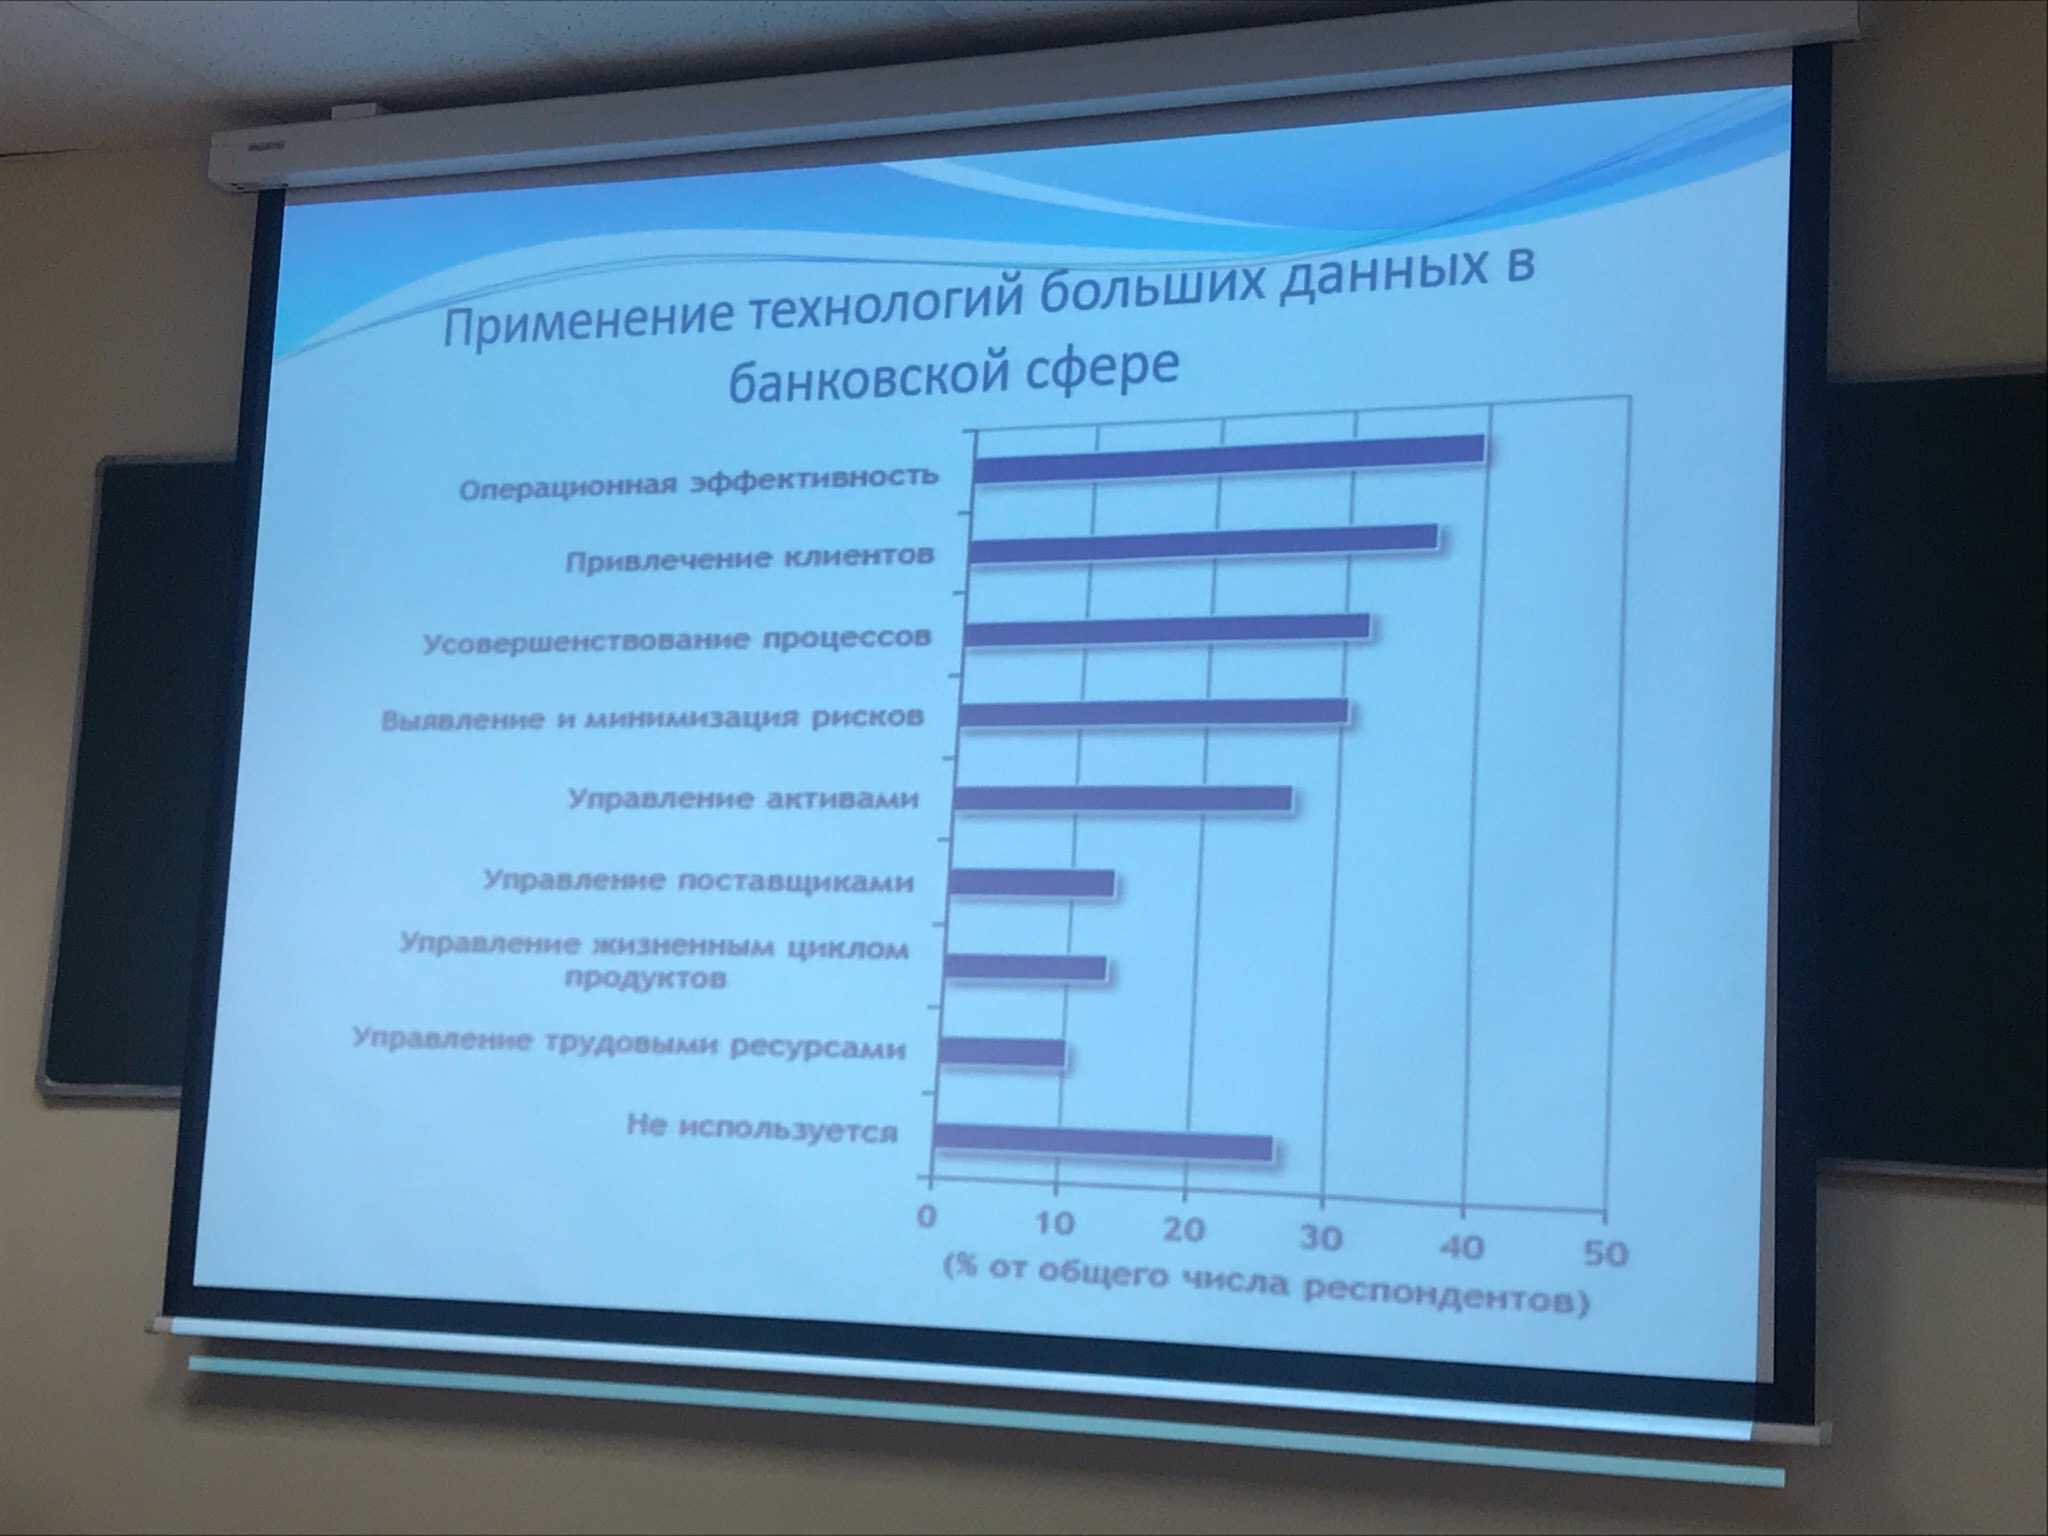 Применение технологий больших данных в
банковской сфере
Операционная эффективность
Привлечение клиентов
Усовершенствование процессов
Выявление и минимизация рисков
Управление активами
Управление поставщиками
Управление жизненным циклом
продуктов
Управление трудовыми ресурсами
Не используется
0 10 20 30 40 50
(% от общего числа респондентов)